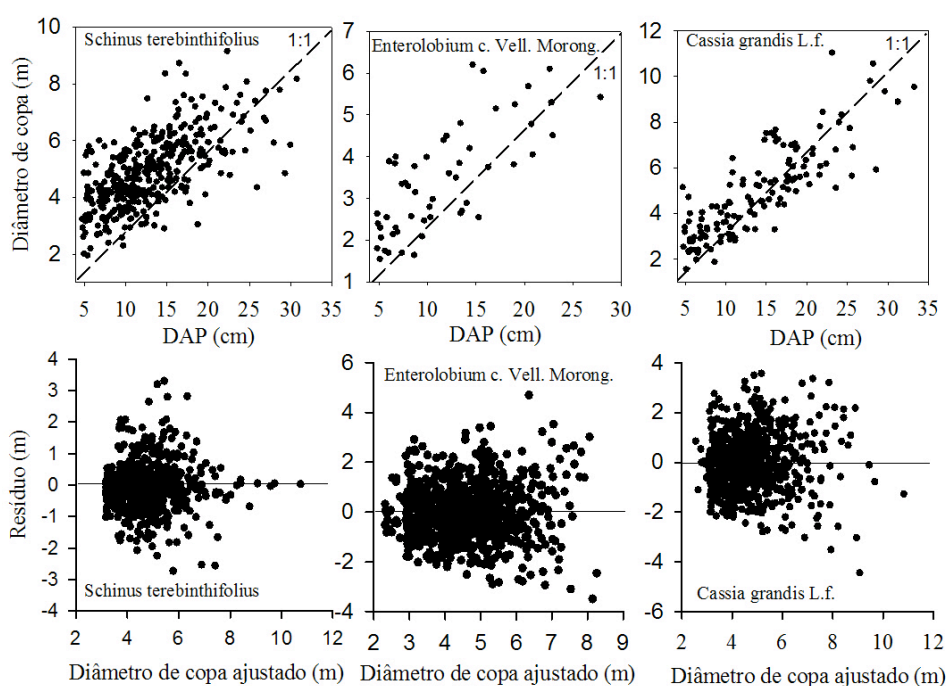 Diâmetro de copa (m)
10
8
6
4
2
Schinus terebinthifolius
1:1
5 10 15 20 25 30 35
DAP (cm)
7
6
5
4
3
2
1
Enterolobium c. Vell. Morong.
1:1
5 10 15 20 25 30
DAP (cm)
12
10
8
6
4
2
Cassia grandis L.f.
1:1
5 10 15 20 25 30 35
DAP (cm)
Resíduo (m)
4
3
2
1
0
-1
-2
-3
-4
Schinus terebinthifolius
2 4 6 8 10 12
Diâmetro de copa ajustado (m)
6
4
2
0
-2
-4
Enterolobium c. Vell. Morong.
2 3 4 5 6 7 8 9
Diâmetro de copa ajustado (m)
4
2
0
-2
-4
-6
Cassia grandis L.f.
2 4 6 8 10 12
Diâmetro de copa ajustado (m)